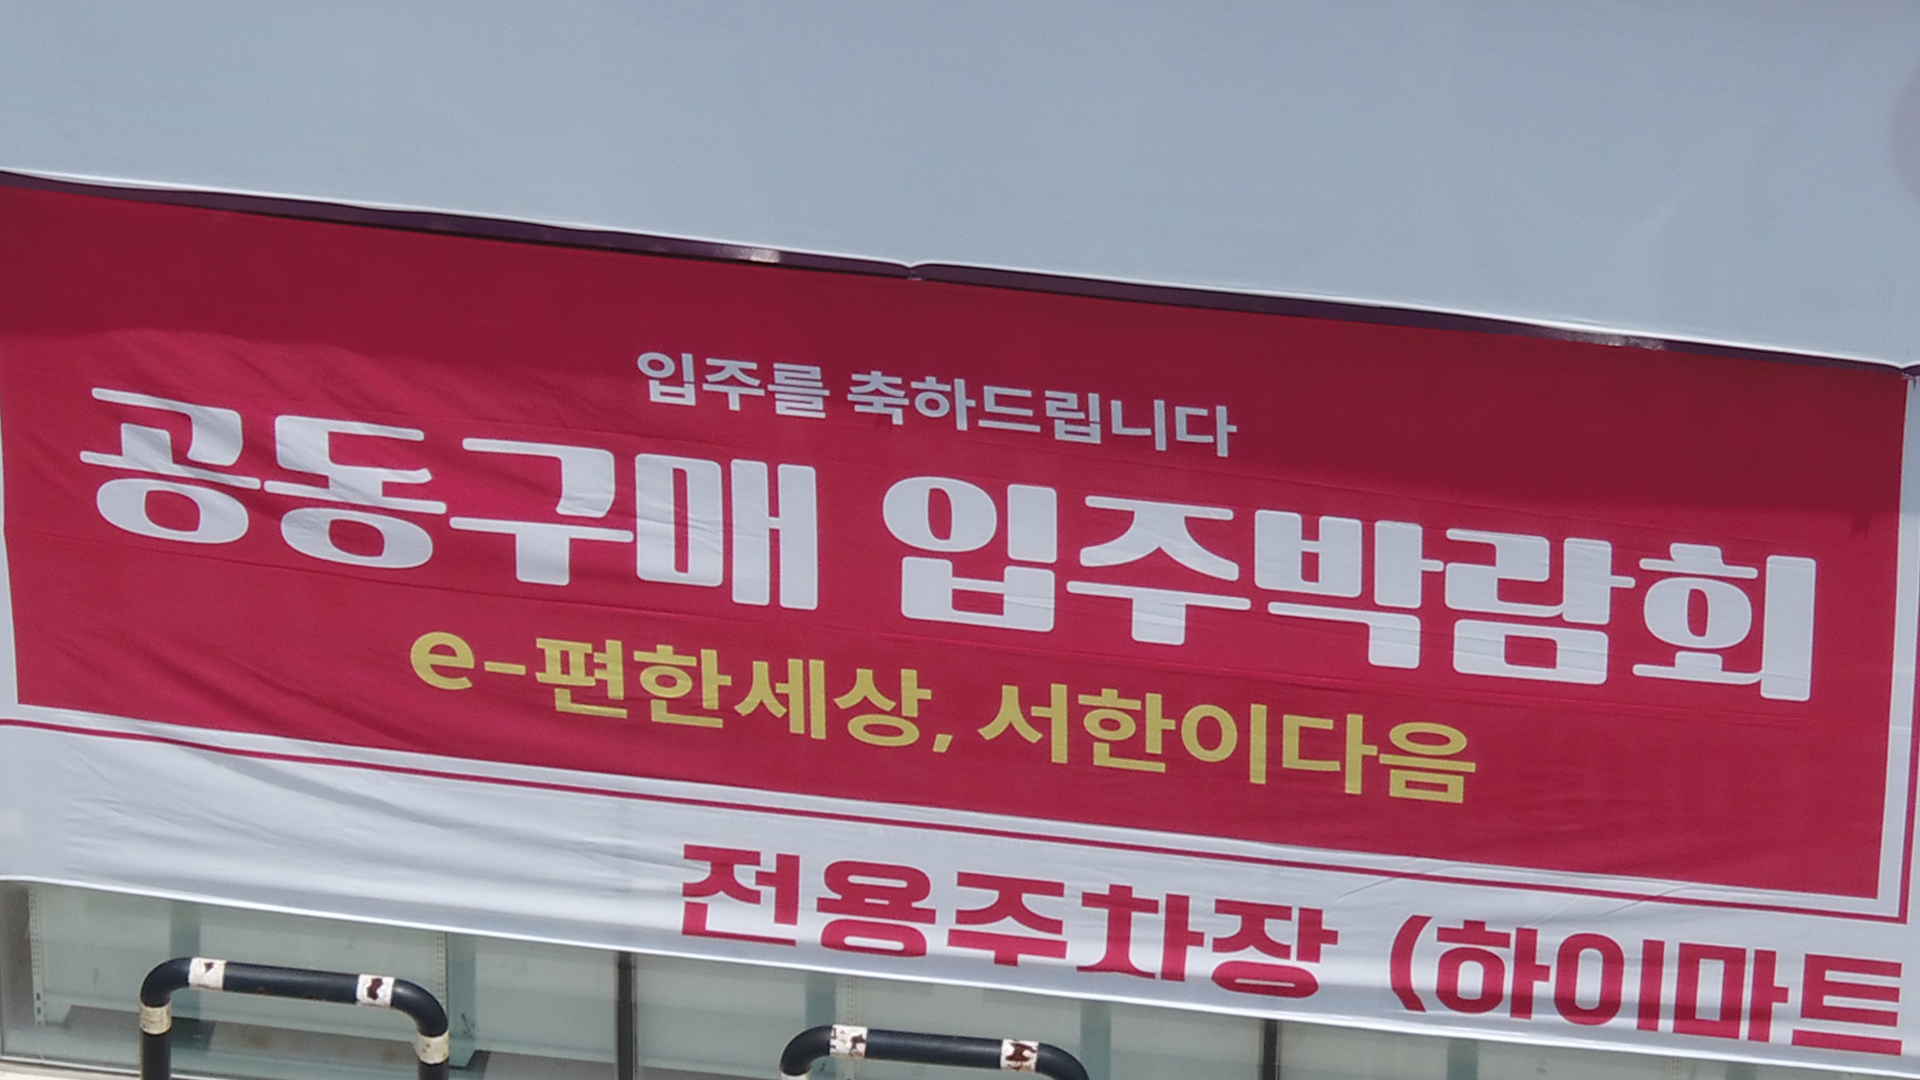 입주를 축하드립니다
공동구매 입주박람회
e-편한세상, 서한이다음
전용주차장 (하이마트